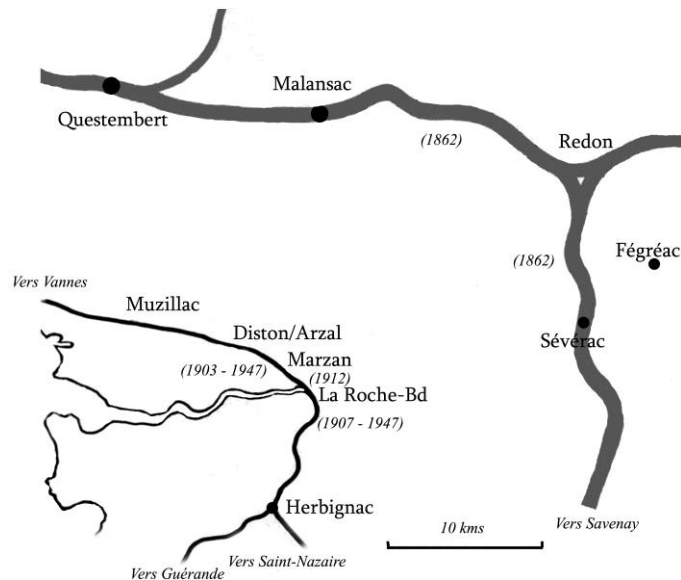 Malansac
Questembert
(1862)
Redon
Fégréac
(1862)
Vers Vannes
Muzillac
Diston/Arzal
Sévérac
Marzan
(1903 - 1947)
(1912)
La Roche-Bd
(1907 - 1947)
Herbignac
10 kms
Vers Savenay
Vers Saint-Nazaire
Vers Guérande